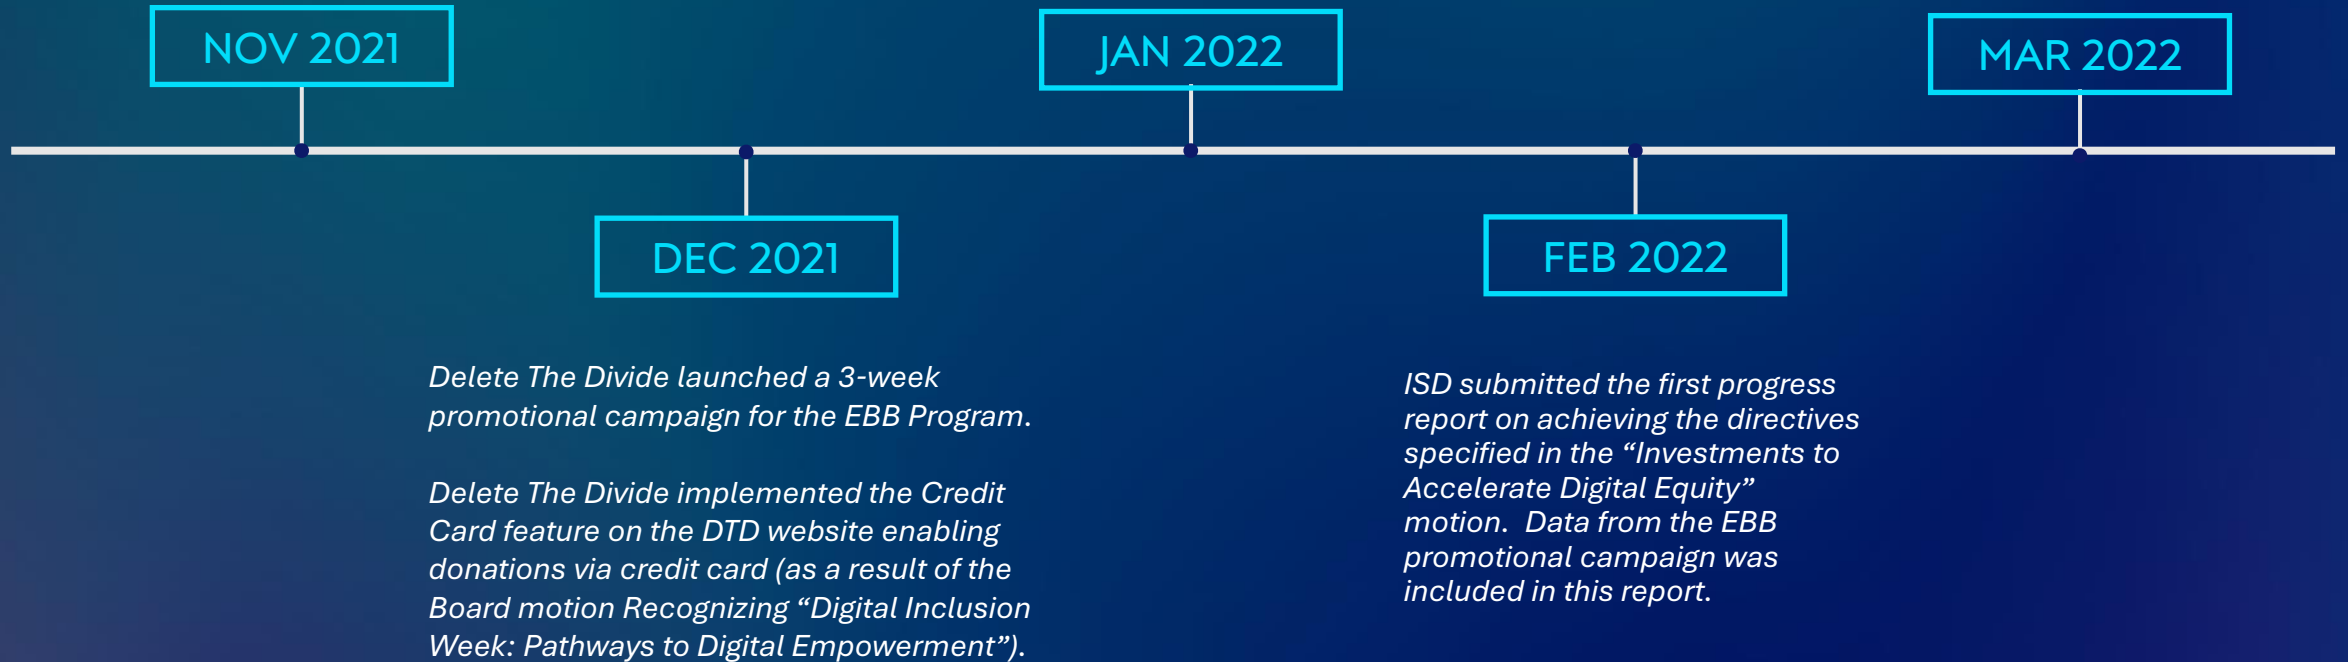 NOV 2021
JAN 2022
MAR 2022
DEC 2021
FEB 2022
Delete The Divide launched a 3-week
promotional campaign for the EBB Program.
Delete The Divide implemented the Credit
Card feature on the DTD website enabling
donations via credit card (as a result of the
Board motion Recognizing “Digital Inclusion
Week: Pathways to Digital Empowerment”).
ISD submitted the first progress
report on achieving the directives
specified in the “Investments to
Accelerate Digital Equity”
motion.  Data from the EBB
promotional campaign was
included in this report.